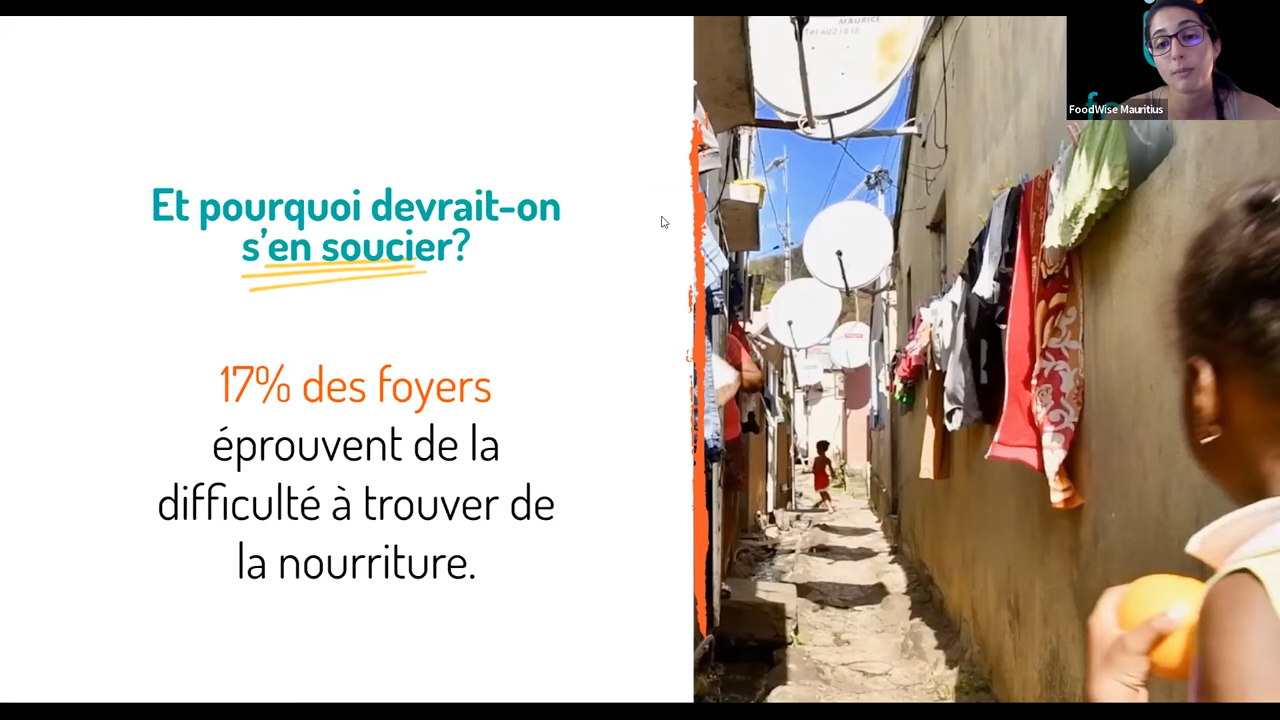 MAURICE
FoodWise Mauritius
Et pourquoi devrait-on
s'en soucier?
17% des foyers
éprouvent de la
difficulté à trouver de
la nourriture.